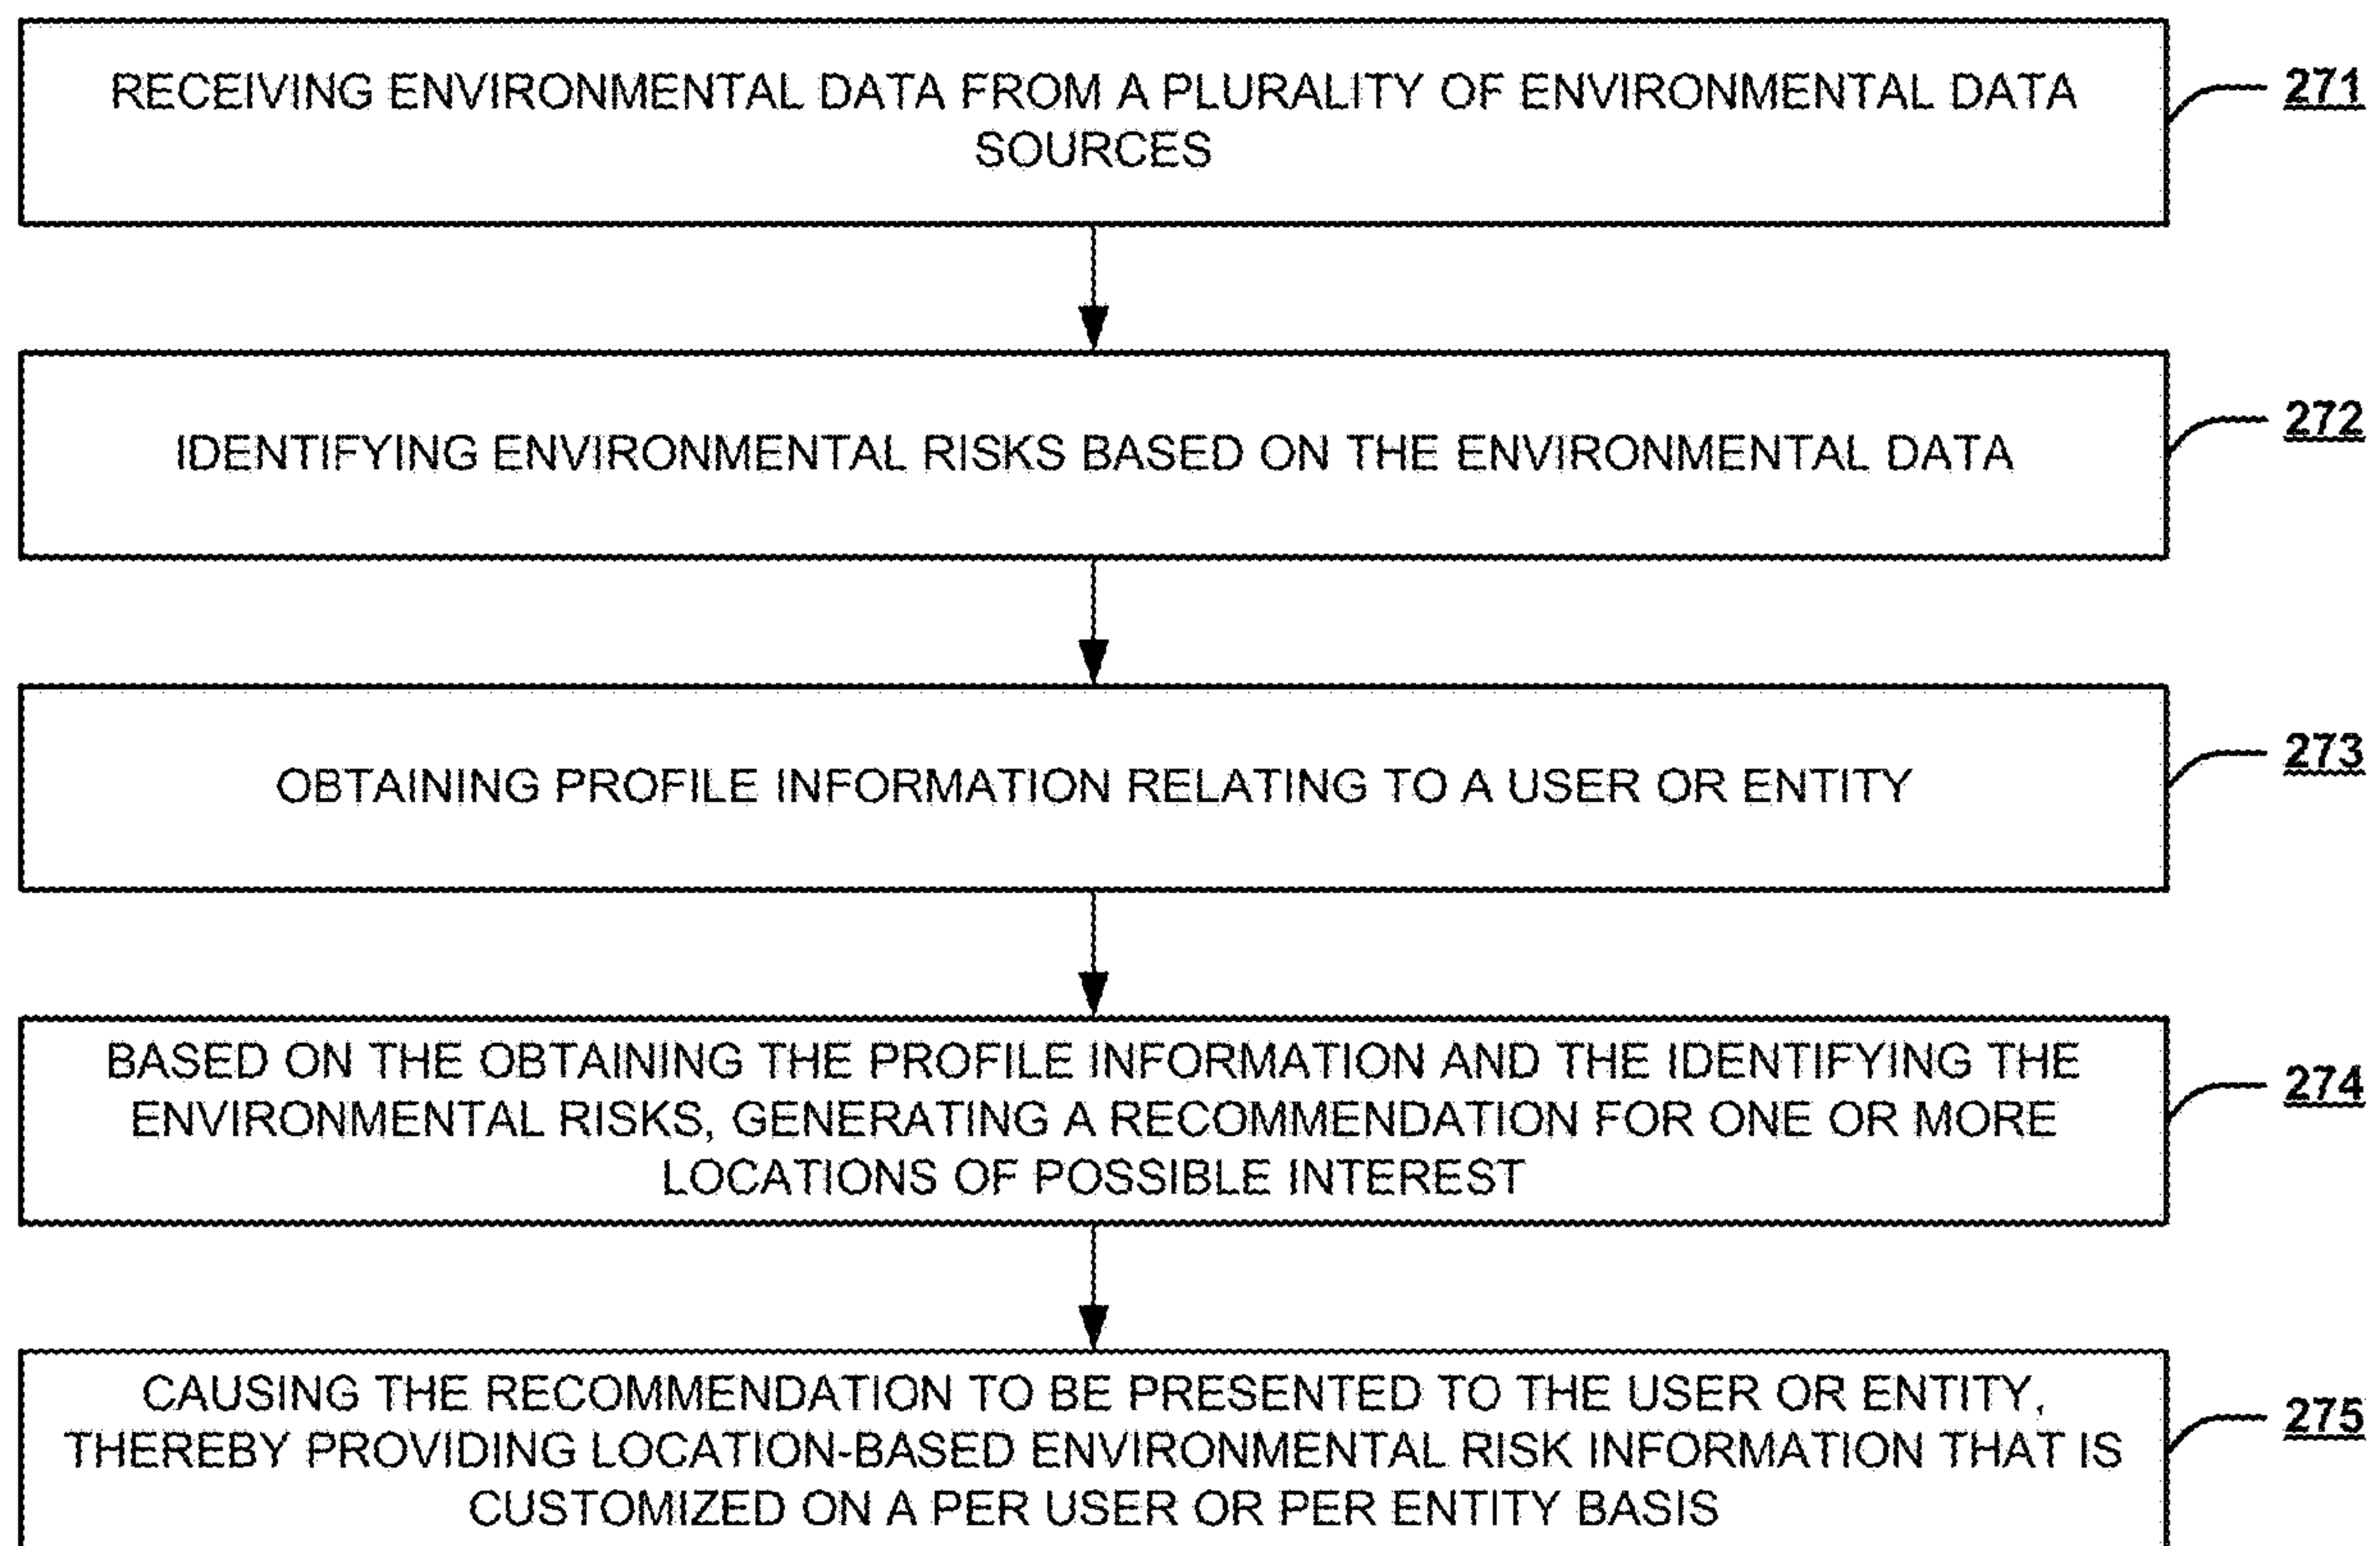 RECEIVING ENVIRONMENTAL DATA FROM A PLURALITY OF ENVIRONMENTAL DATA
SOURCES
271
IDENTIFYING ENVIRONMENTAL RISKS BASED ON THE ENVIRONMENTAL DATA
272
OBTAINING PROFILE INFORMATION RELATING TO A USER OR ENTITY
273
BASED ON THE OBTAINING THE PROFILE INFORMATION AND THE IDENTIFYING THE
ENVIRONMENTAL RISKS, GENERATING A RECOMMENDATION FOR ONE OR MORE
LOCATIONS OF POSSIBLE INTEREST
274
CAUSING THE RECOMMENDATION TO BE PRESENTED TO THE USER OR ENTITY,
THEREBY PROVIDING LOCATION-BASED ENVIRONMENTAL RISK INFORMATION THAT IS
CUSTOMIZED ON A PER USER OR PER ENTITY BASIS
275